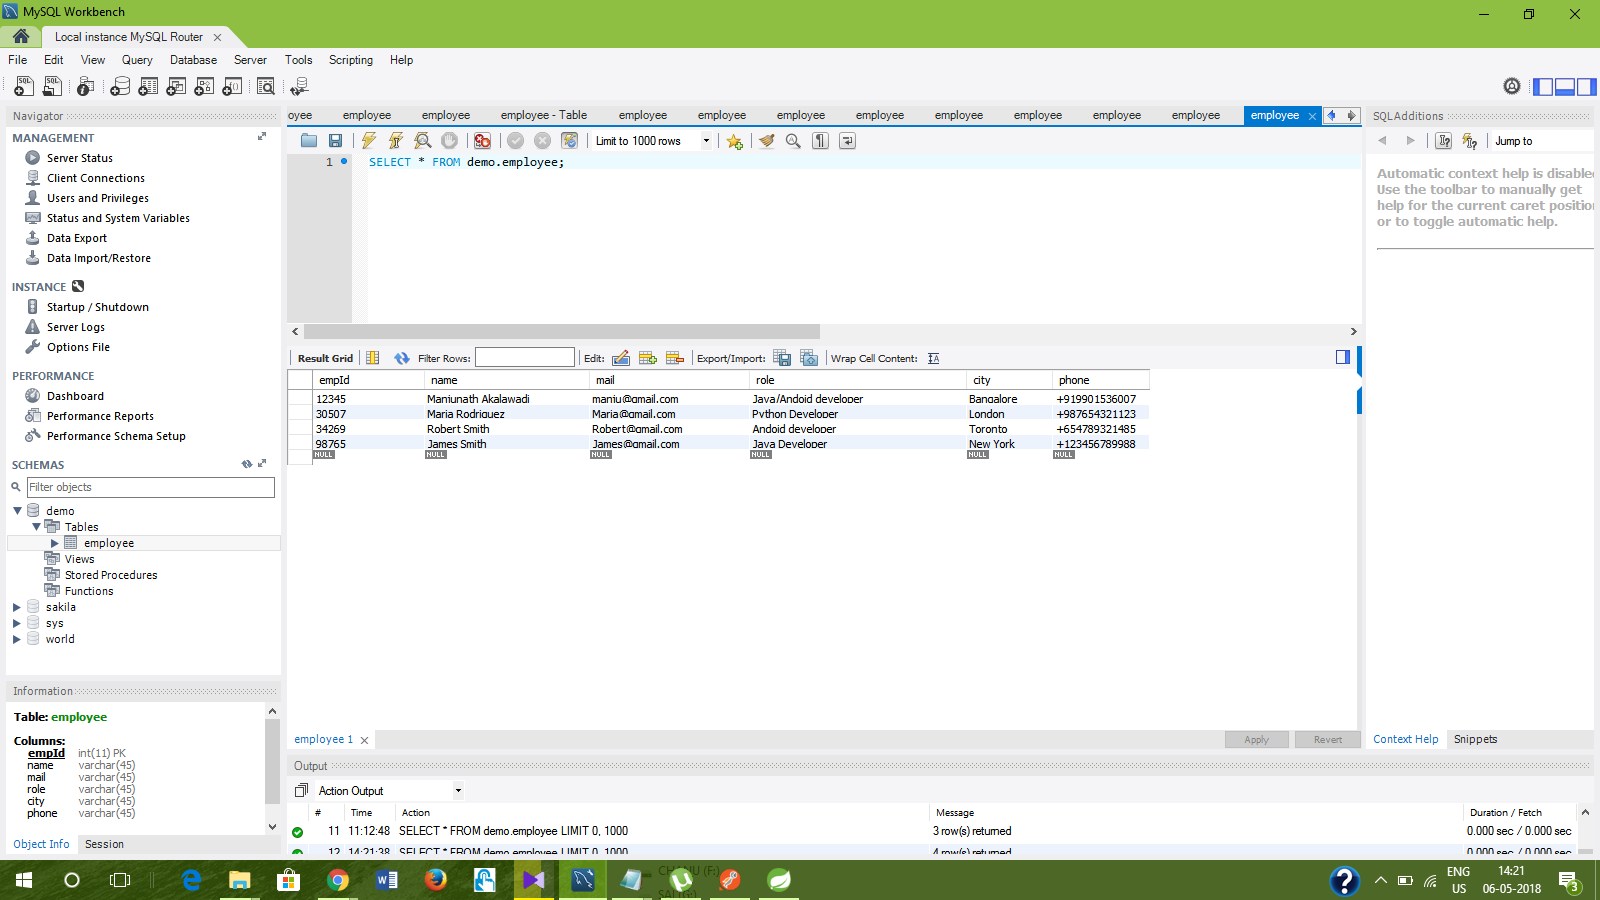 MySQL Workbench
Local instance MySQL Router
File Edit View Query Database Server Tools Scripting Help
Navigator
MANAGEMENT
Server Status
Client Connections
Users and Privileges
Status and System Variables
Data Export
Data Import/Restore
INSTANCE
Startup / Shutdown
Server Logs
Options File
PERFORMANCE
Dashboard
Performance Reports
Performance Schema Setup
SCHEMAS
Filter objects
demo
Tables
employee
Views
Stored Procedures
Functions
sakila
sys
world
Information
Table: employee
Columns:
empId int(11) PK
name varchar(45)
mail varchar(45)
role varchar(45)
city varchar(45)
phone varchar(45)
Object Info Session
oyee employee employee employee - Table employee employee employee employee employee employee employee employee employee
Limit to 1000 rows
1 SELECT * FROM demo.employee;
Result Grid Filter Rows: Edit: Export/Import: Wrap Cell Content:
empId name mail role city phone
12345 Manjunath Akalawadi manju@gmail.com Java/Andoid developer Bangalore +919901536007
30507 Maria Rodriguez Maria@gmail.com Python Developer London +987654321123
34269 Robert Smith Robert@gmail.com Andoid developer Toronto +654789321485
98765 James Smith James@gmail.com Java Developer New York +123456789988
NULL NULL NULL NULL NULL NULL
employee 1
Apply Revert
SQLAdditions
Jump to
Automatic context help is disable
Use the toolbar to manually get
help for the current caret positio
or to toggle automatic help.
Context Help Snippets
Output
Action Output
# Time Action Message Duration / Fetch
11 11:12:48 SELECT * FROM demo.employee LIMIT 0, 1000 3 row(s) returned 0.000 sec / 0.000 sec
12 14:21:38 SELECT * FROM demo.employee LIMIT 0, 1000 4 row(s) returned 0.000 sec / 0.000 sec
CHANU (F:)
ENG
US
14:21
06-05-2018
3